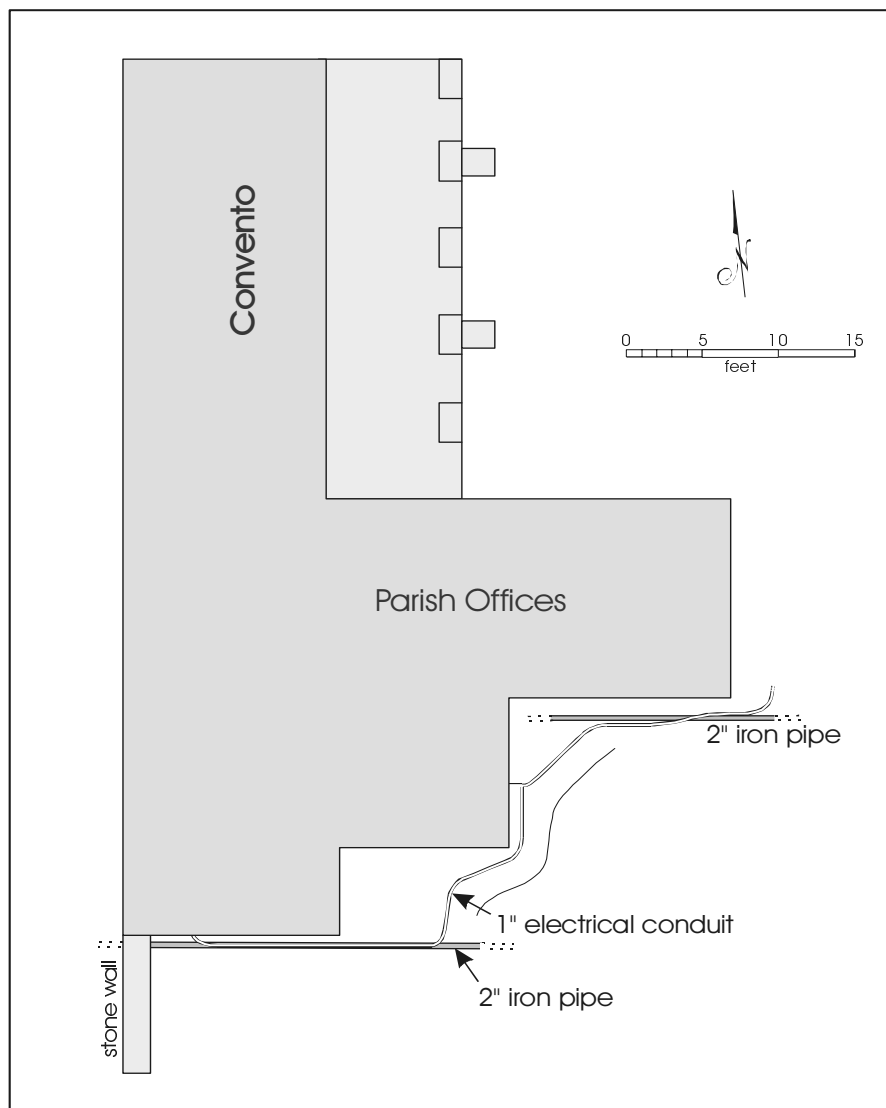 Convento
N
0 5 10 15
feet
Parish Offices
2" iron pipe
1" electrical conduit
2" iron pipe
stone wall